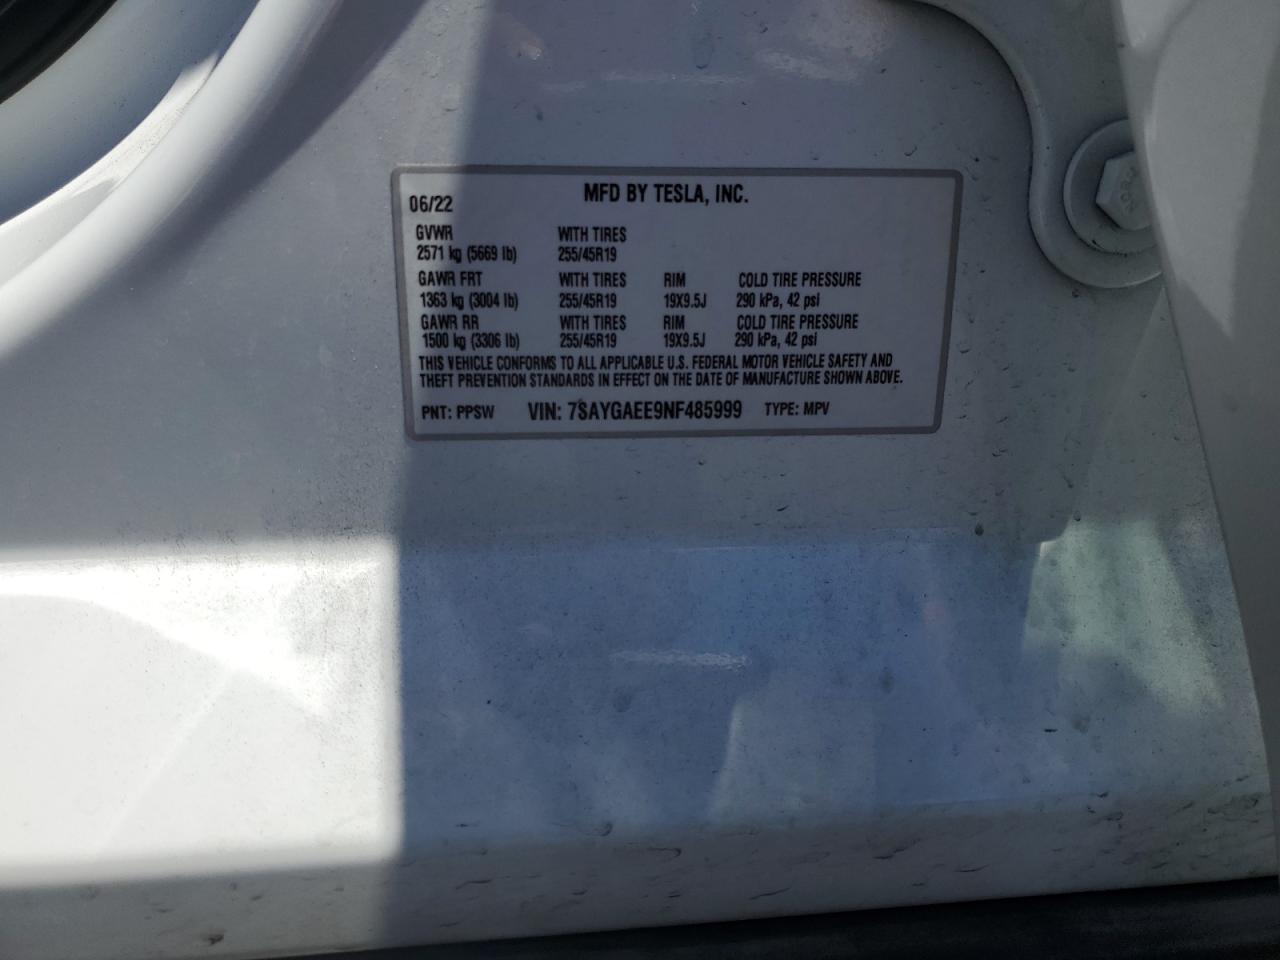 06/22 MFD BY TESLA, INC.
GVWR WITH TIRES
2571 kg (5669 lb) 255/45R19
GAWR FRT WITH TIRES RIM COLD TIRE PRESSURE
1363 kg (3004 lb) 255/45R19 19X9.5J 290 kPa, 42 psi
GAWR RR WITH TIRES RIM COLD TIRE PRESSURE
1500 kg (3306 lb) 255/45R19 19X9.5J 290 kPa, 42 psi
THIS VEHICLE CONFORMS TO ALL APPLICABLE U.S. FEDERAL MOTOR VEHICLE SAFETY AND
THEFT PREVENTION STANDARDS IN EFFECT ON THE DATE OF MANUFACTURE SHOWN ABOVE.
PNT: PPSW VIN: 7SAYGAEE9NF485999 TYPE: MPV